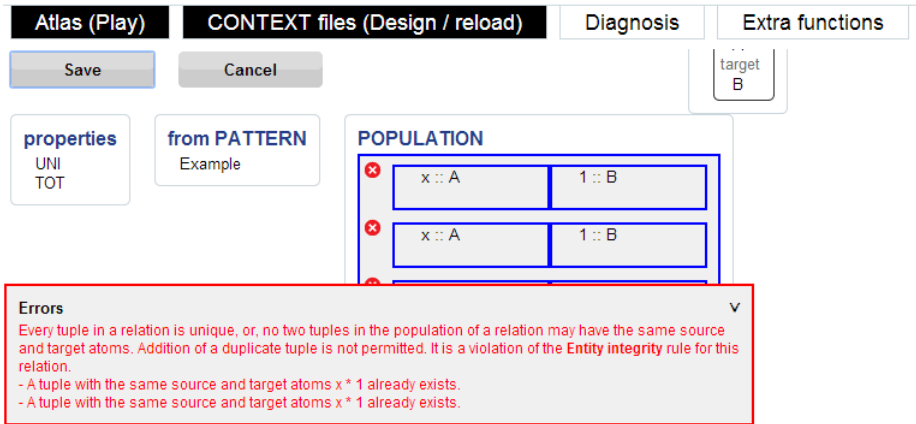 Atlas (Play) CONTEXT files (Design / reload) Diagnosis Extra functions
Save Cancel
target
B
properties
UNI
TOT
from PATTERN
Example
POPULATION
x :: A 1 :: B
x :: A 1 :: B
Errors
Every tuple in a relation is unique, or, no two tuples in the population of a relation may have the same source
and target atoms. Addition of a duplicate tuple is not permitted. It is a violation of the Entity integrity rule for this
relation.
- A tuple with the same source and target atoms x * 1 already exists.
- A tuple with the same source and target atoms x * 1 already exists.